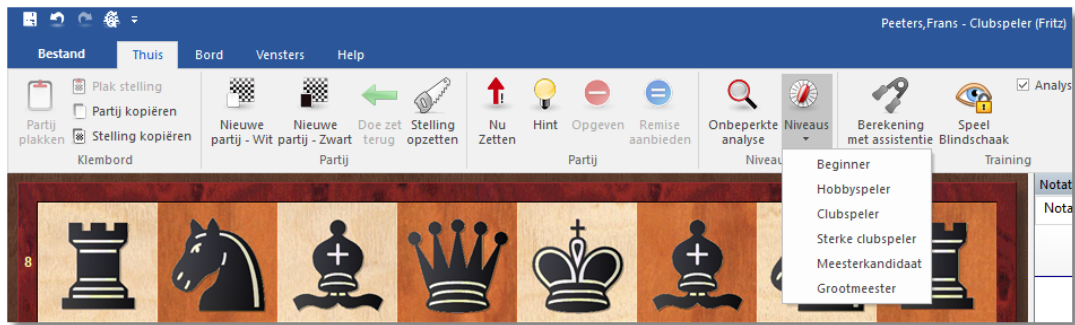 Peeters,Frans - Clubspeler (Fritz)
Bestand Thuis Bord Vensters Help
Partij plakken
Plak stelling
Partij kopiëren
Stelling kopiëren
Klembord
Nieuwe partij - Wit
Nieuwe partij - Zwart
Doe zet terug
Stelling opzetten
Partij
Nu Zetten
Hint
Opgeven
Remise aanbieden
Partij
Onbeperkte analyse
Niveaus
Niveau
Berekening met assistentie
Speel Blindschaak
Analys
Training
Beginner
Hobbyspeler
Clubspeler
Sterke clubspeler
Meesterkandidaat
Grootmeester
Notat
Nota
8